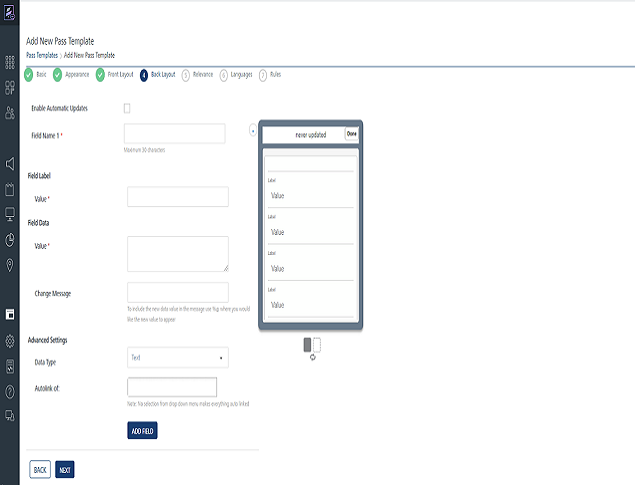 Add New Pass Template
Pass Templates > Add New Pass Template
Basic Appearance Front Layout 4 Back Layout 5 Relevance 6 Languages 7 Rules
Enable Automatic Updates
Field Name 1 *
Maximum 30 characters
Field Label
Value *
Field Data
Value *
Change Message
To include the new data value in the message use %@ where you would
like the new value to appear
Advanced Settings
Data Type
Text
Autolink of:
Note: No selection from drop down menu makes everything auto linked
ADD FIELD
BACK NEXT
never updated Done
Label
Value
Label
Value
Label
Value
Label
Value